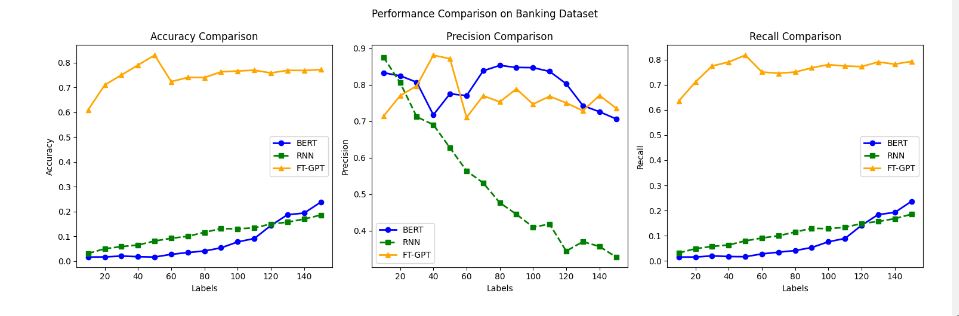 Performance Comparison on Banking Dataset
Accuracy Comparison
Accuracy
0.8
0.7
0.6
0.5
0.4
0.3
0.2
0.1
0.0
BERT
RNN
FT-GPT
20 40 60 80 100 120 140
Labels
Precision Comparison
Precision
0.9
0.8
0.7
0.6
0.5
0.4
BERT
RNN
FT-GPT
20 40 60 80 100 120 140
Labels
Recall Comparison
Recall
0.8
0.7
0.6
0.5
0.4
0.3
0.2
0.1
0.0
BERT
RNN
FT-GPT
20 40 60 80 100 120 140
Labels